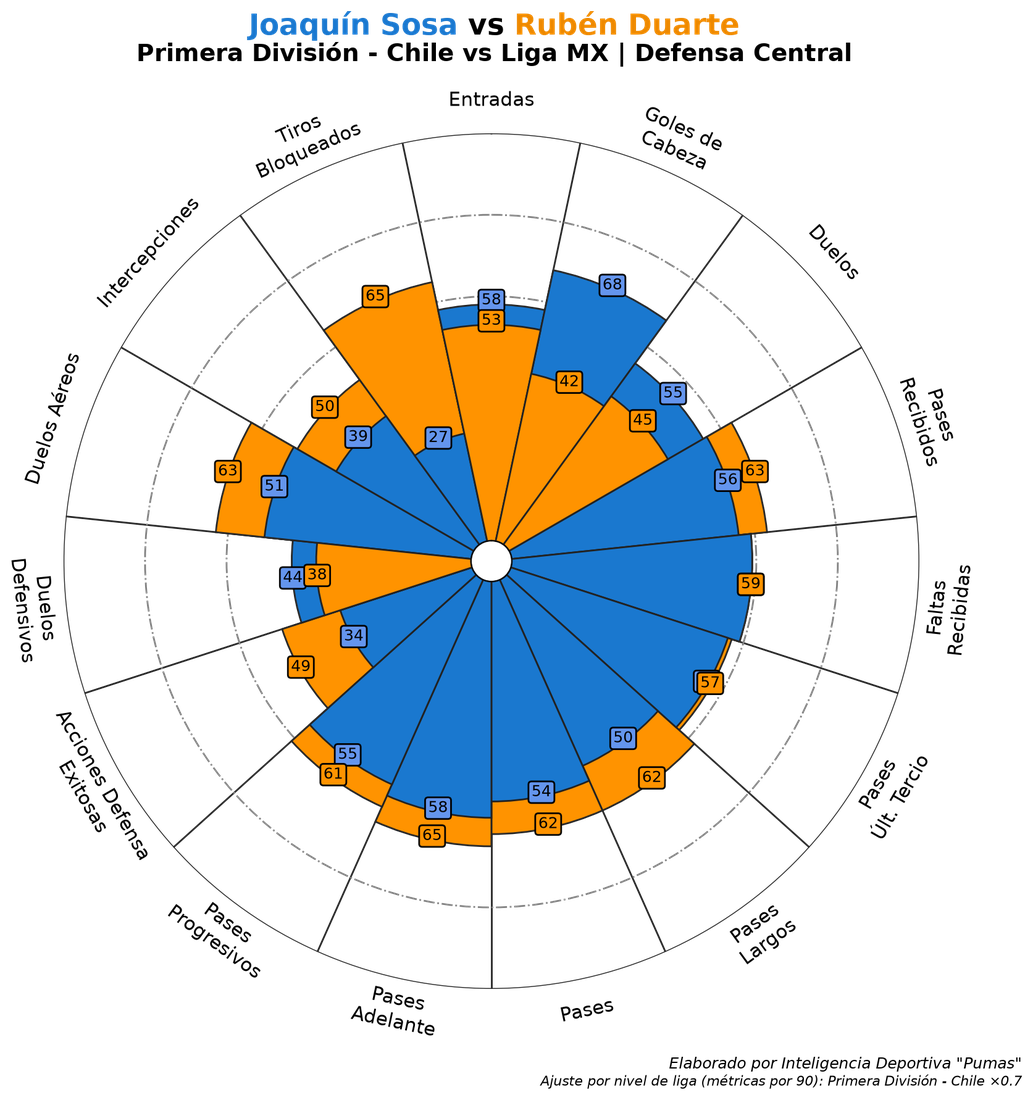 Joaquín Sosa vs Rubén Duarte
Primera División - Chile vs Liga MX | Defensa Central
Entradas
Goles de
Cabeza
Duelos
Pases
Recibidos
Faltas
Recibidas
Pases
Últ. Tercio
Pases
Largos
Pases
Pases
Adelante
Pases
Progresivos
Acciones Defensa
Exitosas
Duelos
Defensivos
Duelos Aéreos
Intercepciones
Tiros
Bloqueados
58
53
68
42
55
45
56
63
59
57
50
62
54
62
58
65
55
61
34
49
44
38
51
63
39
50
27
65
Elaborado por Inteligencia Deportiva "Pumas"
Ajuste por nivel de liga (métricas por 90): Primera División - Chile ×0.7